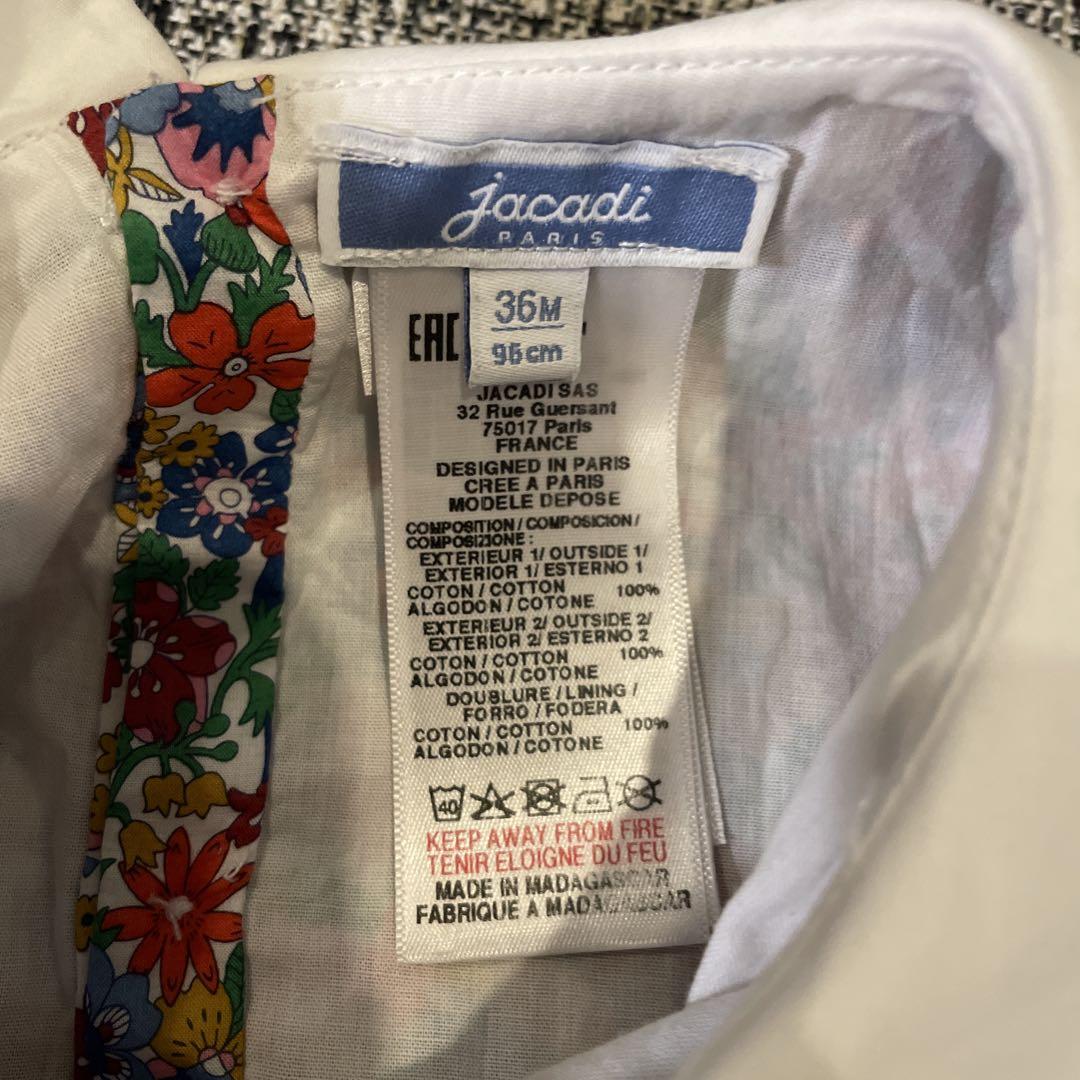 jacadi
PARIS
36M
96cm
EAC
JACADI SAS
32 Rue Guersant
75017 Paris
FRANCE
DESIGNED IN PARIS
CREE A PARIS
MODELE DEPOSE
COMPOSITION / COMPOSICION /
COMPOSIZIONE :
EXTERIEUR 1/ OUTSIDE 1/
EXTERIOR 1/ ESTERNO 1
COTON / COTTON 100%
ALGODON / COTONE
EXTERIEUR 2/ OUTSIDE 2/
EXTERIOR 2/ ESTERNO 2
COTON / COTTON 100%
ALGODON / COTONE
DOUBLURE / LINING /
FORRO / FODERA
COTON / COTTON 100%
ALGODON / COTONE
40
KEEP AWAY FROM FIRE
TENIR ELOIGNE DU FEU
MADE IN MADAGASCAR
FABRIQUE A MADAGASCAR